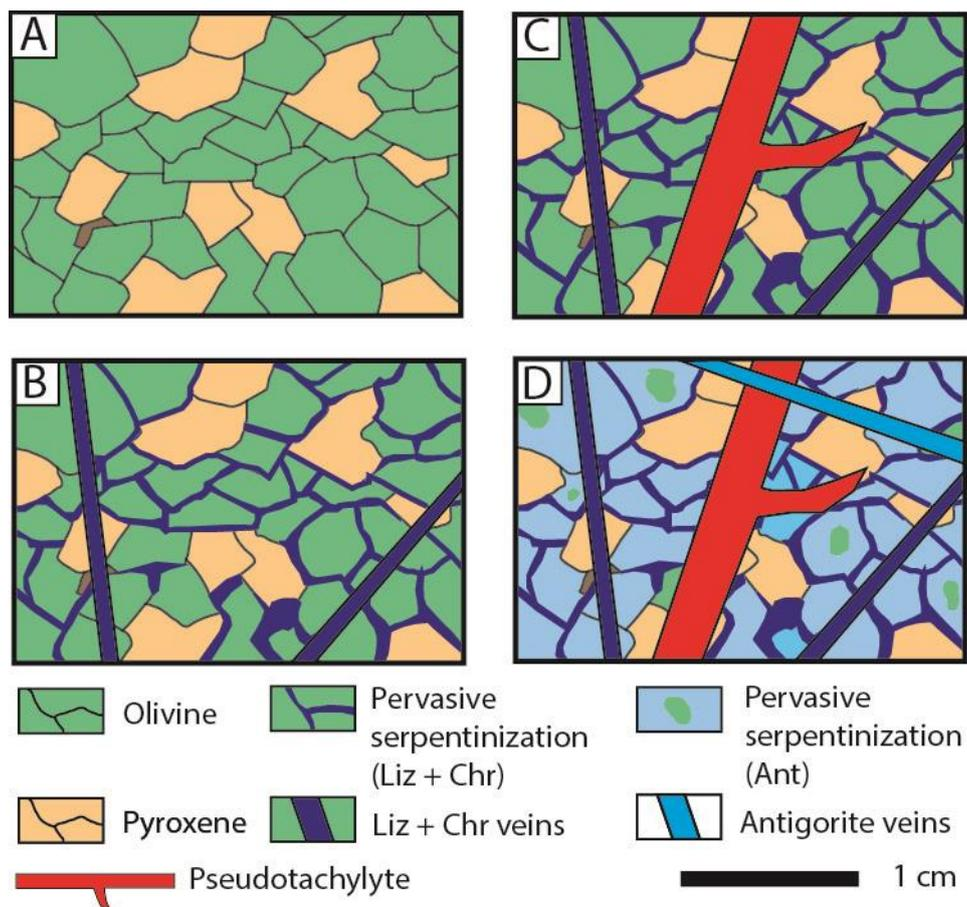 A
C
B
D
Olivine
Pervasive
serpentinization
(Liz + Chr)
Pervasive
serpentinization
(Ant)
Pyroxene
Liz + Chr veins
Antigorite veins
Pseudotachylyte
1 cm